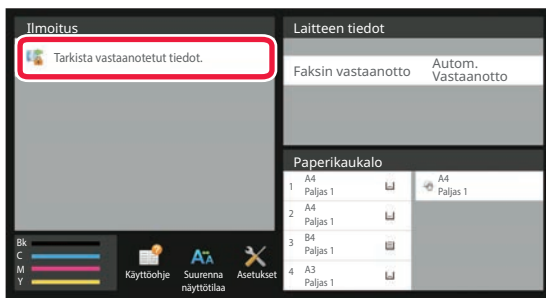 Ilmoitus
Tarkista vastaanotetut tiedot.
Laitteen tiedot
Faksin vastaanotto
Autom.
Vastaanotto
Paperikaukalo
1 A4
Paljas 1
2 A4
Paljas 1
3 B4
Paljas 1
4 A3
Paljas 1
A4
Paljas 1
Bk
C
M
Y
Käyttöohje
Suurenna
näyttötilaa
Asetukset